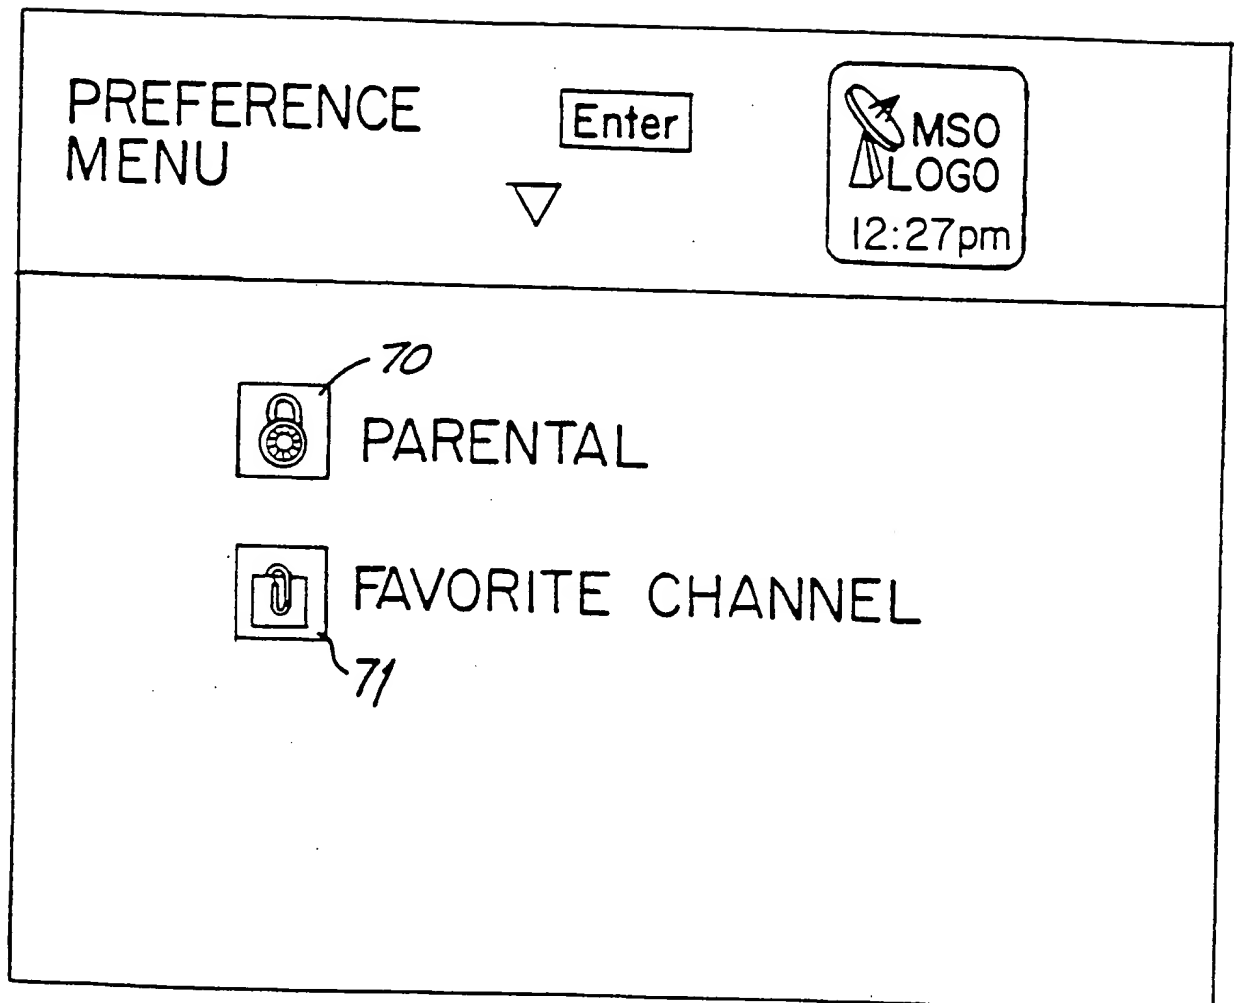 PREFERENCE
MENU
Enter
MSO
LOGO
12:27pm
70
PARENTAL
FAVORITE CHANNEL
71